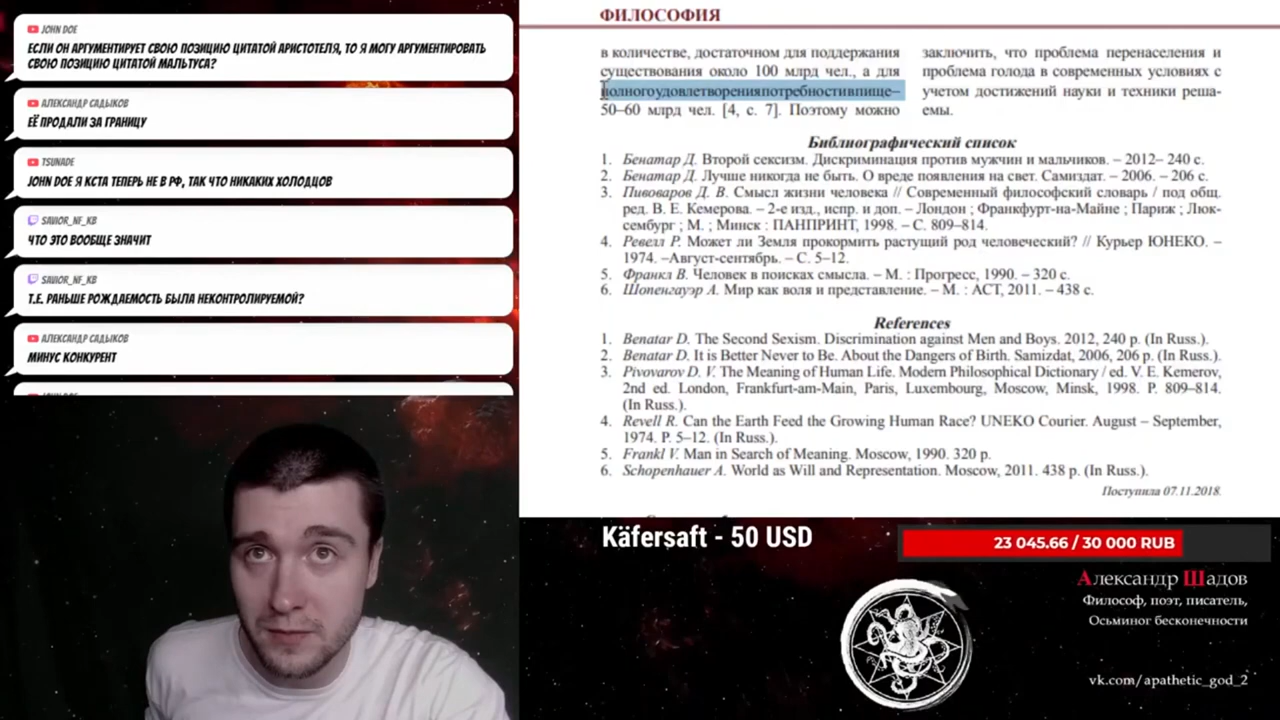 JOHN DOE
ЕСЛИ ОН АРГУМЕНТИРУЕТ СВОЮ ПОЗИЦИЮ ЦИТАТОЙ АРИСТОТЕЛЯ, ТО Я МОГУ АРГУМЕНТИРОВАТЬ
СВОЮ ПОЗИЦИЮ ЦИТАТОЙ МАЛЬТУСА?
АЛЕКСАНДР САДЫКОВ
ЕЁ ПРОДАЛИ ЗА ГРАНИЦУ
TSUNADE
JOHN DOE Я КСТА ТЕПЕРЬ НЕ В РФ, ТАК ЧТО НИКАКИХ ХОЛОДЦОВ
SAVIOR_NF_KB
ЧТО ЭТО ВООБЩЕ ЗНАЧИТ
SAVIOR_NF_KB
Т.Е. РАНЬШЕ РОЖДАЕМОСТЬ БЫЛА НЕКОНТРОЛИРУЕМОЙ?
АЛЕКСАНДР САДЫКОВ
МИНУС КОНКУРЕНТ
ФИЛОСОФИЯ
в количестве, достаточном для поддержания
существования около 100 млрд чел., а для
полного удовлетворения потребности в пище –
50–60 млрд чел. [4, с. 7]. Поэтому можно
заключить, что проблема перенаселения и
проблема голода в современных условиях с
учетом достижений науки и техники реша-
емы.
Библиографический список
1. Бенатар Д. Второй сексизм. Дискриминация против мужчин и мальчиков. – 2012– 240 с.
2. Бенатар Д. Лучше никогда не быть. О вреде появления на свет. Самиздат. – 2006. – 206 с.
3. Пивоваров Д. В. Смысл жизни человека // Современный философский словарь / под общ.
ред. В. Е. Кемерова. – 2-е изд., испр. и доп. – Лондон ; Франкфурт-на-Майне ; Париж ; Люк-
сембург ; М. ; Минск : ПАНПРИНТ, 1998. – С. 809–814.
4. Ревелл Р. Может ли Земля прокормить растущий род человеческий? // Курьер ЮНЕКО. –
1974. –Август-сентябрь. – С. 5–12.
5. Франкл В. Человек в поисках смысла. – М. : Прогресс, 1990. – 320 с.
6. Шопенгауэр А. Мир как воля и представление. – М. : АСТ, 2011. – 438 с.
References
1. Benatar D. The Second Sexism. Discrimination against Men and Boys. 2012, 240 p. (In Russ.).
2. Benatar D. It is Better Never to Be. About the Dangers of Birth. Samizdat, 2006, 206 p. (In Russ.).
3. Pivovarov D. V. The Meaning of Human Life. Modern Philosophical Dictionary / ed. V. E. Kemerov,
2nd ed. London, Frankfurt-am-Main, Paris, Luxembourg, Moscow, Minsk, 1998. P. 809–814.
(In Russ.).
4. Revell R. Can the Earth Feed the Growing Human Race? UNEKO Courier. August – September,
1974. P. 5–12. (In Russ.).
5. Frankl V. Man in Search of Meaning. Moscow, 1990. 320 p.
6. Schopenhauer A. World as Will and Representation. Moscow, 2011. 438 p. (In Russ.).
Поступила 07.11.2018.
Käfersaft - 50 USD
23 045.66 / 30 000 RUB
Александр Шадов
Философ, поэт, писатель,
Осьминог бесконечности
vk.com/apathetic_god_2